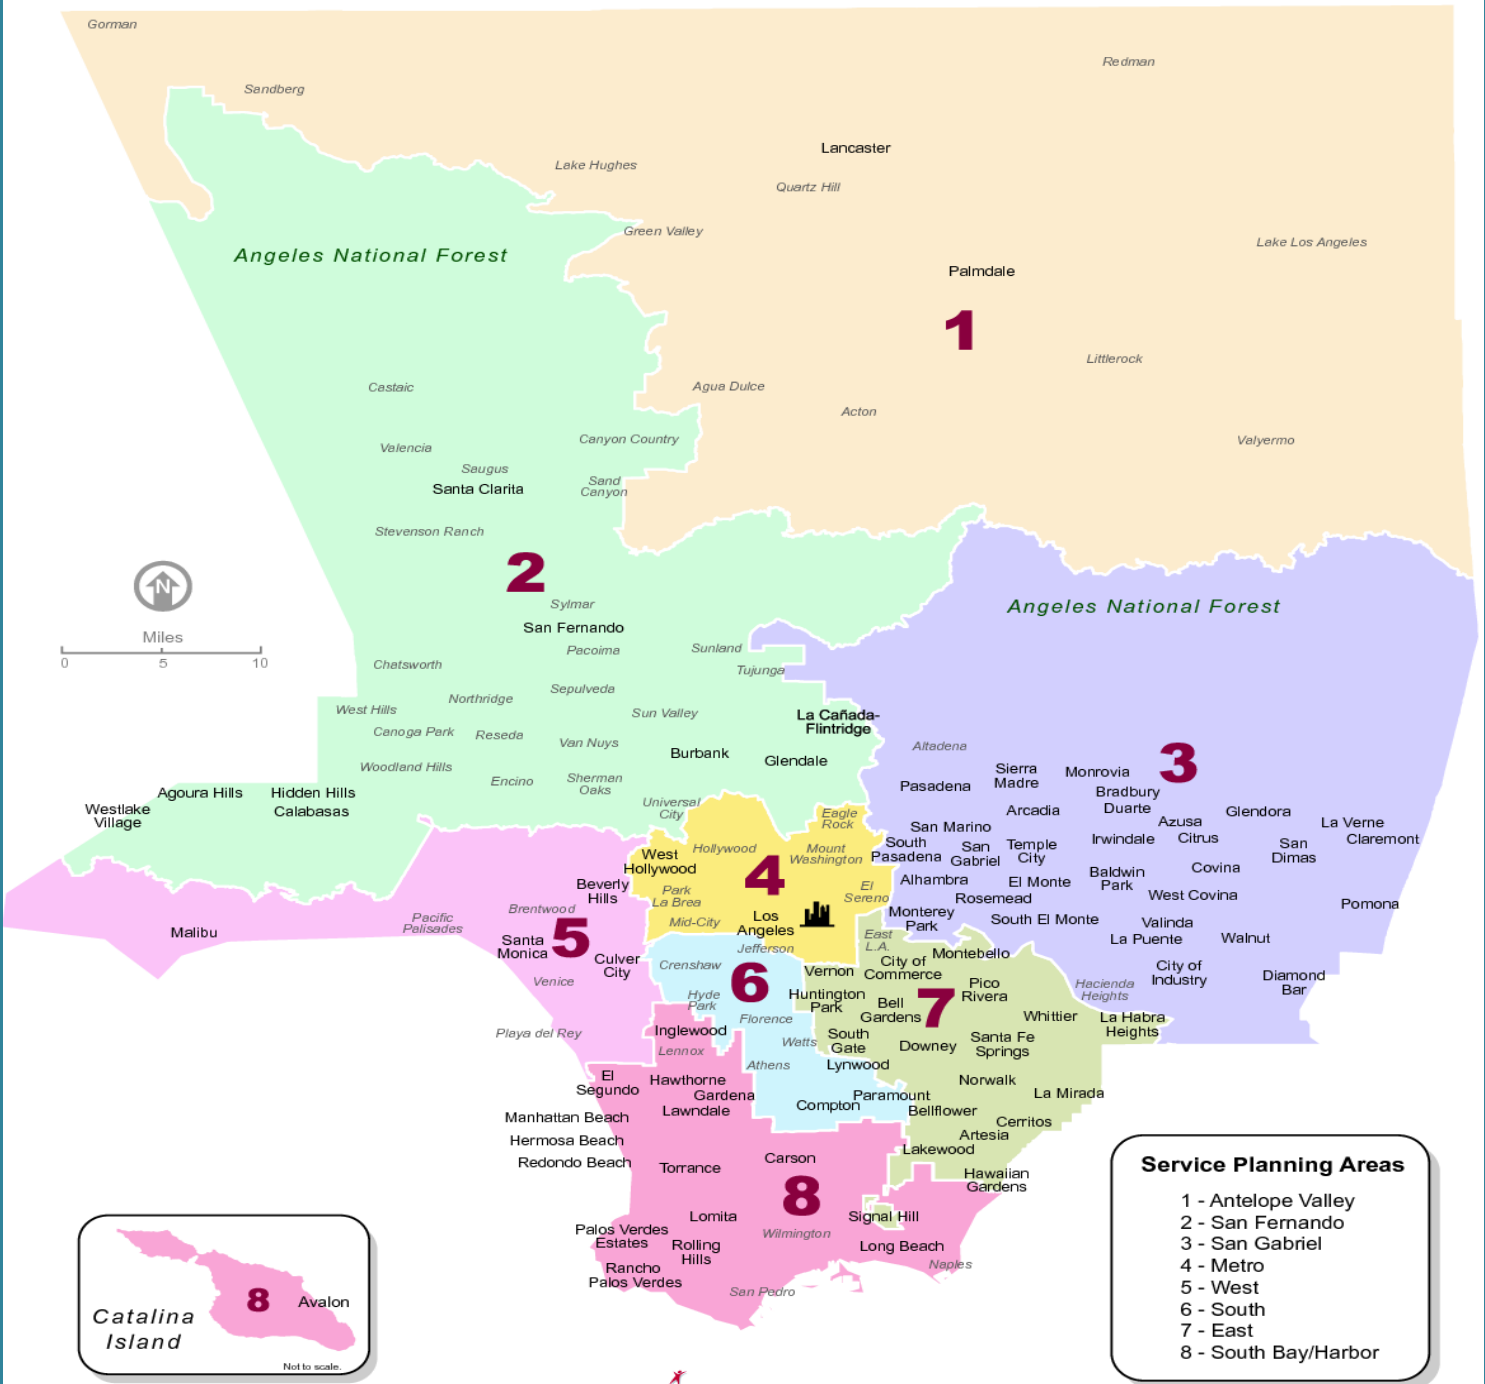 Gorman
Redman
Sandberg
Lancaster
Lake Hughes
Quartz Hill
Green Valley
Lake Los Angeles
Angeles National Forest
Palmdale
1
Littlerock
Castaic
Agua Dulce
Acton
Canyon Country
Valyermo
Valencia
Saugus
Santa Clarita
Sand
Canyon
Stevenson Ranch
2
N
Miles
0 5 10
Sylmar
San Fernando
Pacoima
Angeles National Forest
Chatsworth
Sunland
Tujunga
Northridge
Sepulveda
West Hills
Sun Valley
La Cañada-
Flintridge
Canoga Park
Reseda
Van Nuys
Burbank
Glendale
Woodland Hills
Encino
Sherman
Oaks
Agoura Hills
Hidden Hills
Calabasas
Westlake
Village
Universal
City
Altadena
3
Pasadena
Sierra
Madre
Monrovia
Bradbury
Duarte
Arcadia
Azusa
Glendora
La Verne
Claremont
San Marino
South
Pasadena
San
Gabriel
Temple
City
Irwindale
Citrus
San
Dimas
Covina
Alhambra
El Monte
Baldwin
Park
Rosemead
West Covina
Pomona
Monterey
Park
South El Monte
Valinda
La Puente
Walnut
City of
Industry
Diamond
Bar
Hacienda
Heights
Eagle
Rock
Hollywood
Mount
Washington
West
Hollywood
4
Park
La Brea
El
Sereno
Mid-City
Los
Angeles
Beverly
Hills
Brentwood
Pacific
Palisades
Malibu
Santa
Monica
5
Culver
City
Venice
Playa del Rey
Jefferson
Crenshaw
6
Hyde
Park
Florence
Watts
Athens
Lynwood
Compton
Paramount
East
L.A.
Montebello
City of
Commerce
Vernon
Huntington
Park
Bell
Gardens
7
Pico
Rivera
Whittier
La Habra
Heights
South
Gate
Downey
Santa Fe
Springs
Norwalk
La Mirada
Bellflower
Cerritos
Artesia
Lakewood
Hawaiian
Gardens
Inglewood
Lennox
El
Segundo
Hawthorne
Gardena
Lawndale
Manhattan Beach
Hermosa Beach
Redondo Beach
Torrance
Carson
8
Lomita
Signal Hill
Wilmington
Palos Verdes
Estates
Rolling
Hills
Long Beach
Rancho
Palos Verdes
Naples
San Pedro
8
Avalon
Catalina
Island
Not to scale.
Service Planning Areas
1 - Antelope Valley
2 - San Fernando
3 - San Gabriel
4 - Metro
5 - West
6 - South
7 - East
8 - South Bay/Harbor